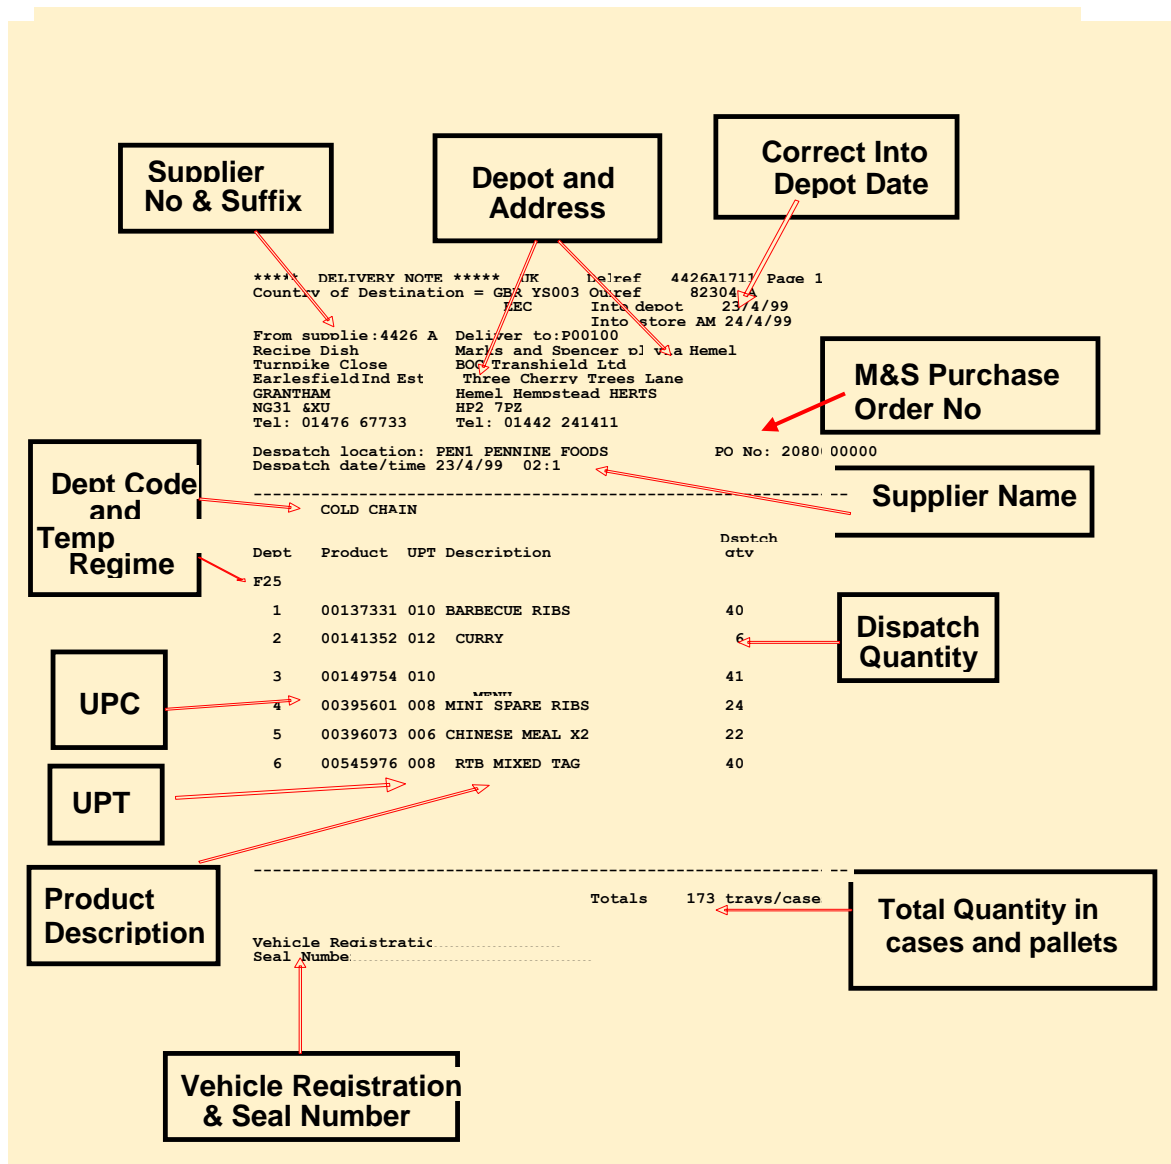 Supplier
No & Suffix
Depot and
Address
Correct Into
Depot Date
***** DELIVERY NOTE ***** UK Delref 4426A1711 Page 1
Country of Destination = GBR YS003 Ouref 82304 A
EEC Into depot 23/4/99
Into store AM 24/4/99
From supplie:4426 A Deliver to:P00100
Recipe Dish Marks and Spencer pl via Hemel
Turnpike Close BOC Transhield Ltd
EarlesfieldInd Est Three Cherry Trees Lane
GRANTHAM Hemel Hempstead HERTS
NG31 &XU HP2 7PZ
Tel: 01476 67733 Tel: 01442 241411
M&S Purchase
Order No
Despatch location: PEN1 PENNINE FOODS PO No: 2080 00000
Despatch date/time 23/4/99 02:1
Supplier Name
Dept Code
and
Temp
Regime
COLD CHAIN
Dsptch
Dept Product UPT Description qty
F25
1 00137331 010 BARBECUE RIBS 40
2 00141352 012 CURRY 6
Dispatch
Quantity
3 00149754 010 41
MENU
4 00395601 008 MINI SPARE RIBS 24
5 00396073 006 CHINESE MEAL X2 22
6 00545976 008 RTB MIXED TAG 40
UPC
UPT
Product
Description
Totals 173 trays/case
Total Quantity in
cases and pallets
Vehicle Registratio
Seal Numbe
Vehicle Registration
& Seal Number